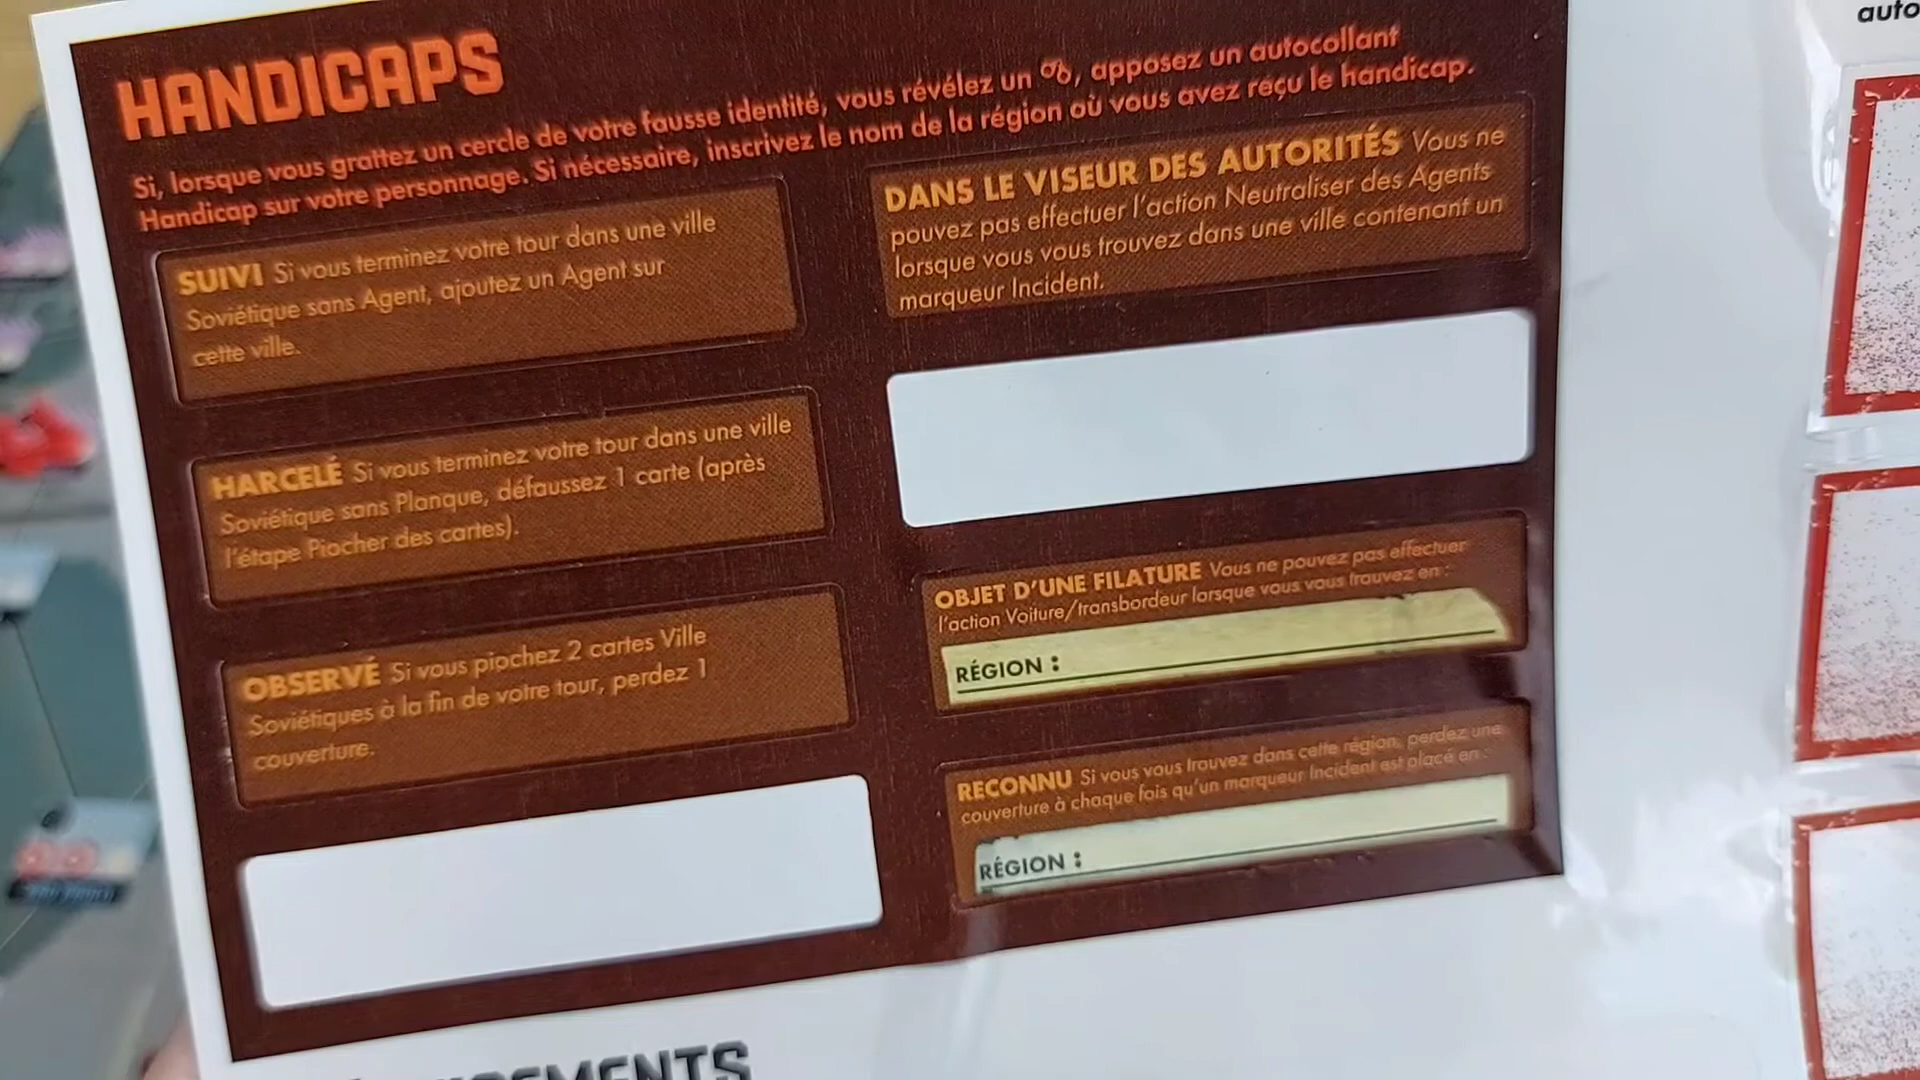 HANDICAPS
Si, lorsque vous grattez un cercle de votre fausse identité, vous révélez un , apposez un autocollant
Handicap sur votre personnage. Si nécessaire, inscrivez le nom de la région où vous avez reçu le handicap.
SUIVI Si vous terminez votre tour dans une ville
Soviétique sans Agent, ajoutez un Agent sur
cette ville.
HARCELÉ Si vous terminez votre tour dans une ville
Soviétique sans Planque, défaussez 1 carte (après
l'étape Piocher des cartes).
OBSERVÉ Si vous piochez 2 cartes Ville
Soviétiques à la fin de votre tour, perdez 1
couverture.
DANS LE VISEUR DES AUTORITÉS Vous ne
pouvez pas effectuer l'action Neutraliser des Agents
lorsque vous vous trouvez dans une ville contenant un
marqueur Incident.
OBJET D'UNE FILATURE Vous ne pouvez pas effectuer
l'action Voiture/transbordeur lorsque vous vous trouvez en :
RÉGION :
RECONNU Si vous vous trouvez dans cette région, perdez une
couverture à chaque fois qu'un marqueur Incident est placé en :
RÉGION :